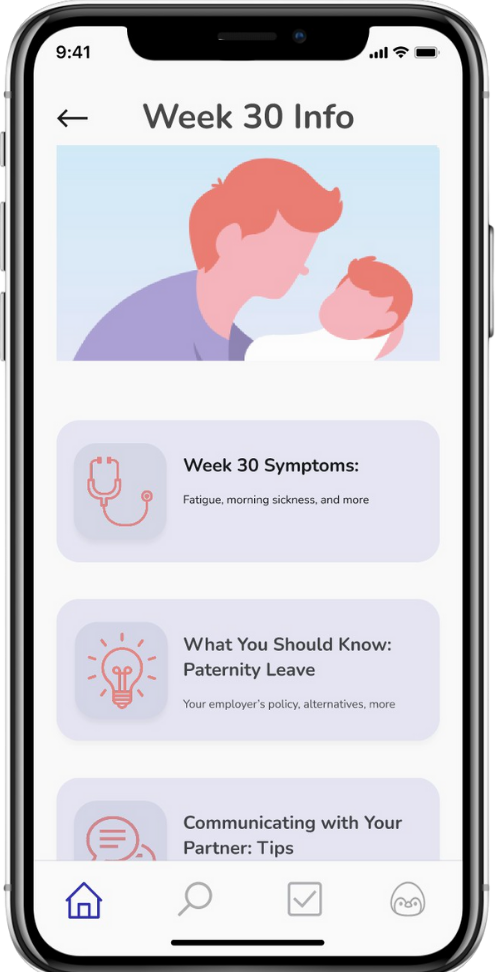 9:41
Week 30 Info
Week 30 Symptoms:
Fatigue, morning sickness, and more
What You Should Know:
Paternity Leave
Your employer's policy, alternatives, more
Communicating with Your
Partner: Tips